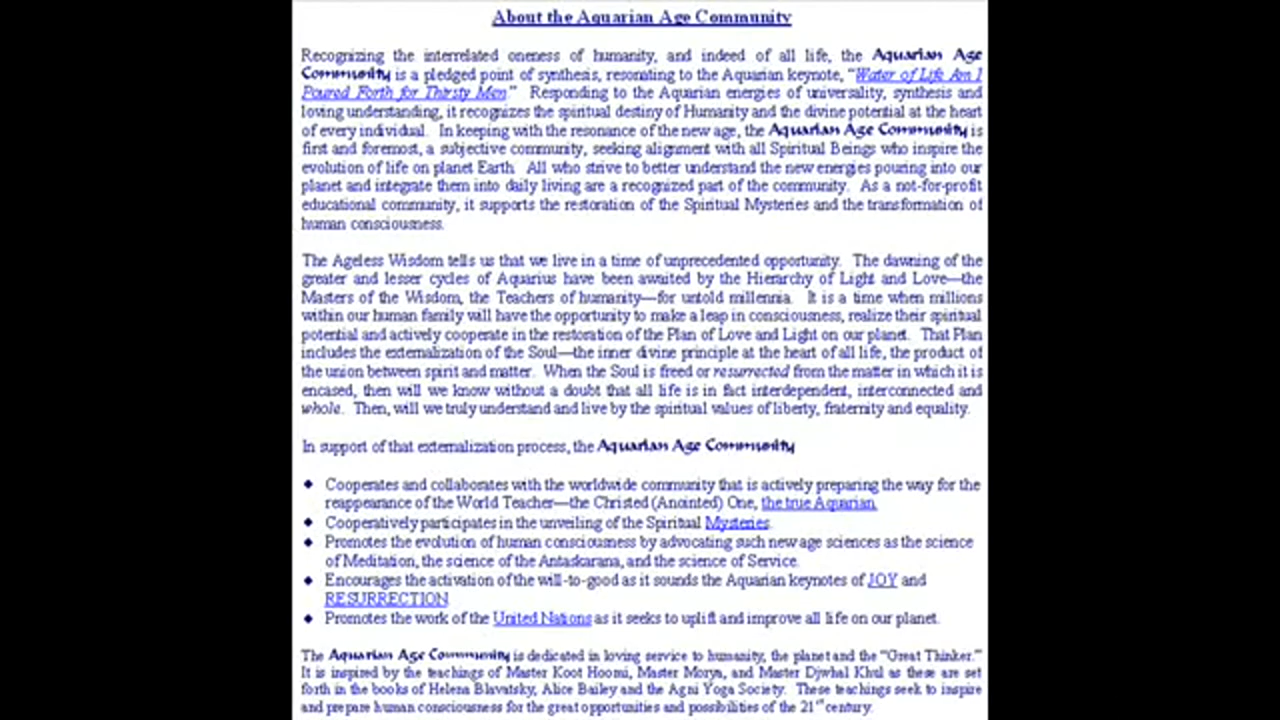 About the Aquarian Age Community
Recognizing the interrelated oneness of humanity, and indeed of all life, the Aquarian Age
Community is a pledged point of synthesis, resonating to the Aquarian keynote, "Water of Life Am I
Poured Forth for Thirsty Men." Responding to the Aquarian energies of universality, synthesis and
loving understanding, it recognizes the spiritual destiny of Humanity and the divine potential at the heart
of every individual. In keeping with the resonance of the new age, the Aquarian Age Community is
first and foremost, a subjective community, seeking alignment with all Spiritual Beings who inspire the
evolution of life on planet Earth. All who strive to better understand the new energies pouring into our
planet and integrate them into daily living are a recognized part of the community. As a not-for-profit
educational community, it supports the restoration of the Spiritual Mysteries and the transformation of
human consciousness.
The Ageless Wisdom tells us that we live in a time of unprecedented opportunity. The dawning of the
greater and lesser cycles of Aquarius have been awaited by the Hierarchy of Light and Love—the
Masters of the Wisdom, the Teachers of humanity—for untold millennia. It is a time when millions
within our human family will have the opportunity to make a leap in consciousness, realize their spiritual
potential and actively cooperate in the restoration of the Plan of Love and Light on our planet. That Plan
includes the externalization of the Soul—the inner divine principle at the heart of all life, the product of
the union between spirit and matter. When the Soul is freed or resurrected from the matter in which it is
encased, then will we know without a doubt that all life is in fact interdependent, interconnected and
whole. Then, will we truly understand and live by the spiritual values of liberty, fraternity and equality.
In support of that externalization process, the Aquarian Age Community
◆ Cooperates and collaborates with the worldwide community that is actively preparing the way for the
reappearance of the World Teacher—the Christed (Anointed) One, the true Aquarian.
◆ Cooperatively participates in the unveiling of the Spiritual Mysteries.
◆ Promotes the evolution of human consciousness by advocating such new age sciences as the science
of Meditation, the science of the Antaskarana, and the science of Service.
◆ Encourages the activation of the will-to-good as it sounds the Aquarian keynotes of JOY and
RESURRECTION.
◆ Promotes the work of the United Nations as it seeks to uplift and improve all life on our planet.
The Aquarian Age Community is dedicated in loving service to humanity, the planet and the "Great Thinker."
It is inspired by the teachings of Master Koot Hoomi, Master Morya, and Master Djwhal Khul as these are set
forth in the books of Helena Blavatsky, Alice Bailey and the Agni Yoga Society. These teachings seek to inspire
and prepare human consciousness for the great opportunities and possibilities of the 21st century.